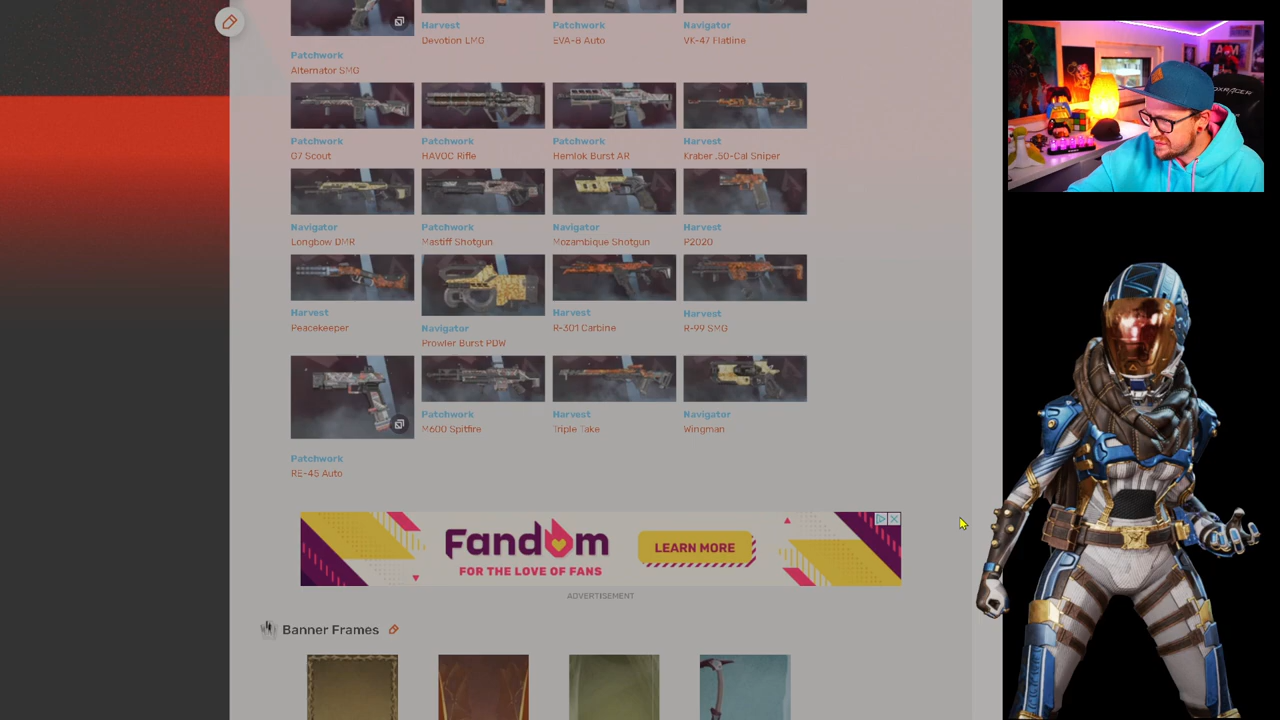 Harvest
Devotion LMG
Patchwork
EVA-8 Auto
Navigator
VK-47 Flatline
Patchwork
Alternator SMG
Patchwork
G7 Scout
Patchwork
HAVOC Rifle
Patchwork
Hemlok Burst AR
Harvest
Kraber .50-Cal Sniper
Navigator
Longbow DMR
Patchwork
Mastiff Shotgun
Navigator
Mozambique Shotgun
Harvest
P2020
Harvest
Peacekeeper
Navigator
Prowler Burst PDW
Harvest
R-301 Carbine
Harvest
R-99 SMG
Patchwork
RE-45 Auto
Patchwork
M600 Spitfire
Harvest
Triple Take
Navigator
Wingman
Fandom
FOR THE LOVE OF FANS
LEARN MORE
ADVERTISEMENT
Banner Frames